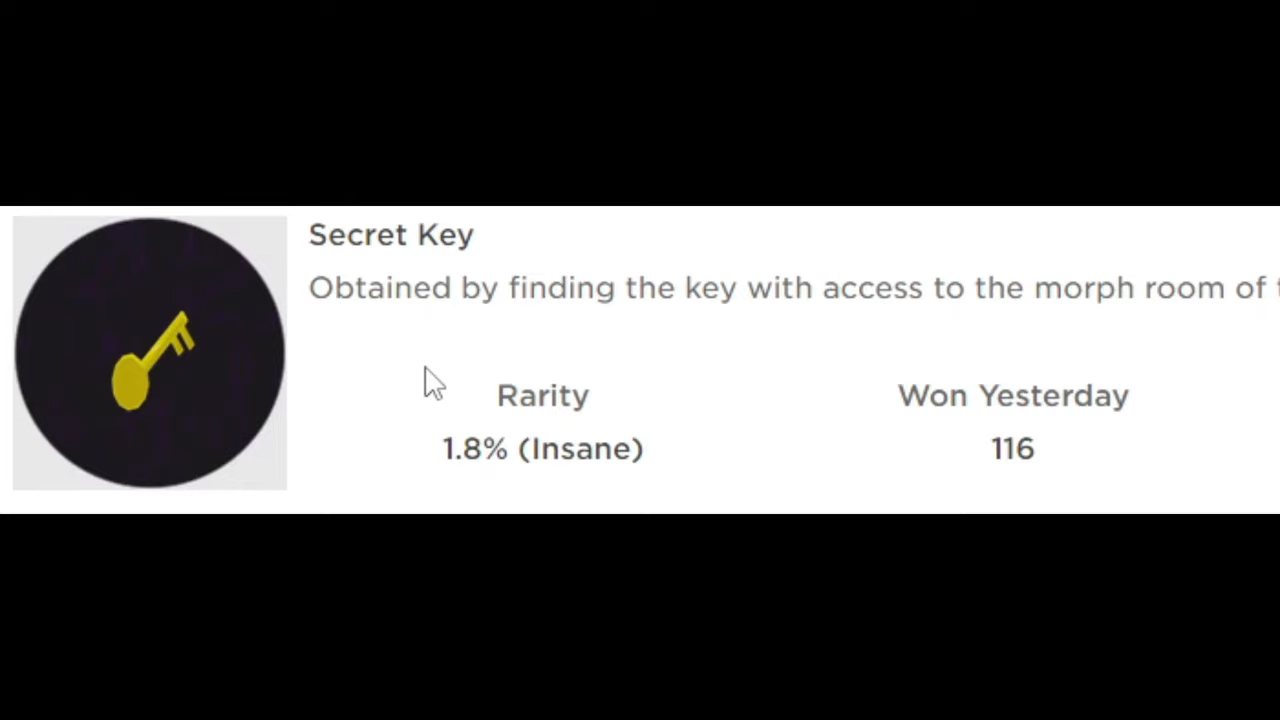 Secret Key
Obtained by finding the key with access to the morph room of
Rarity
Won Yesterday
1.8% (Insane)
116